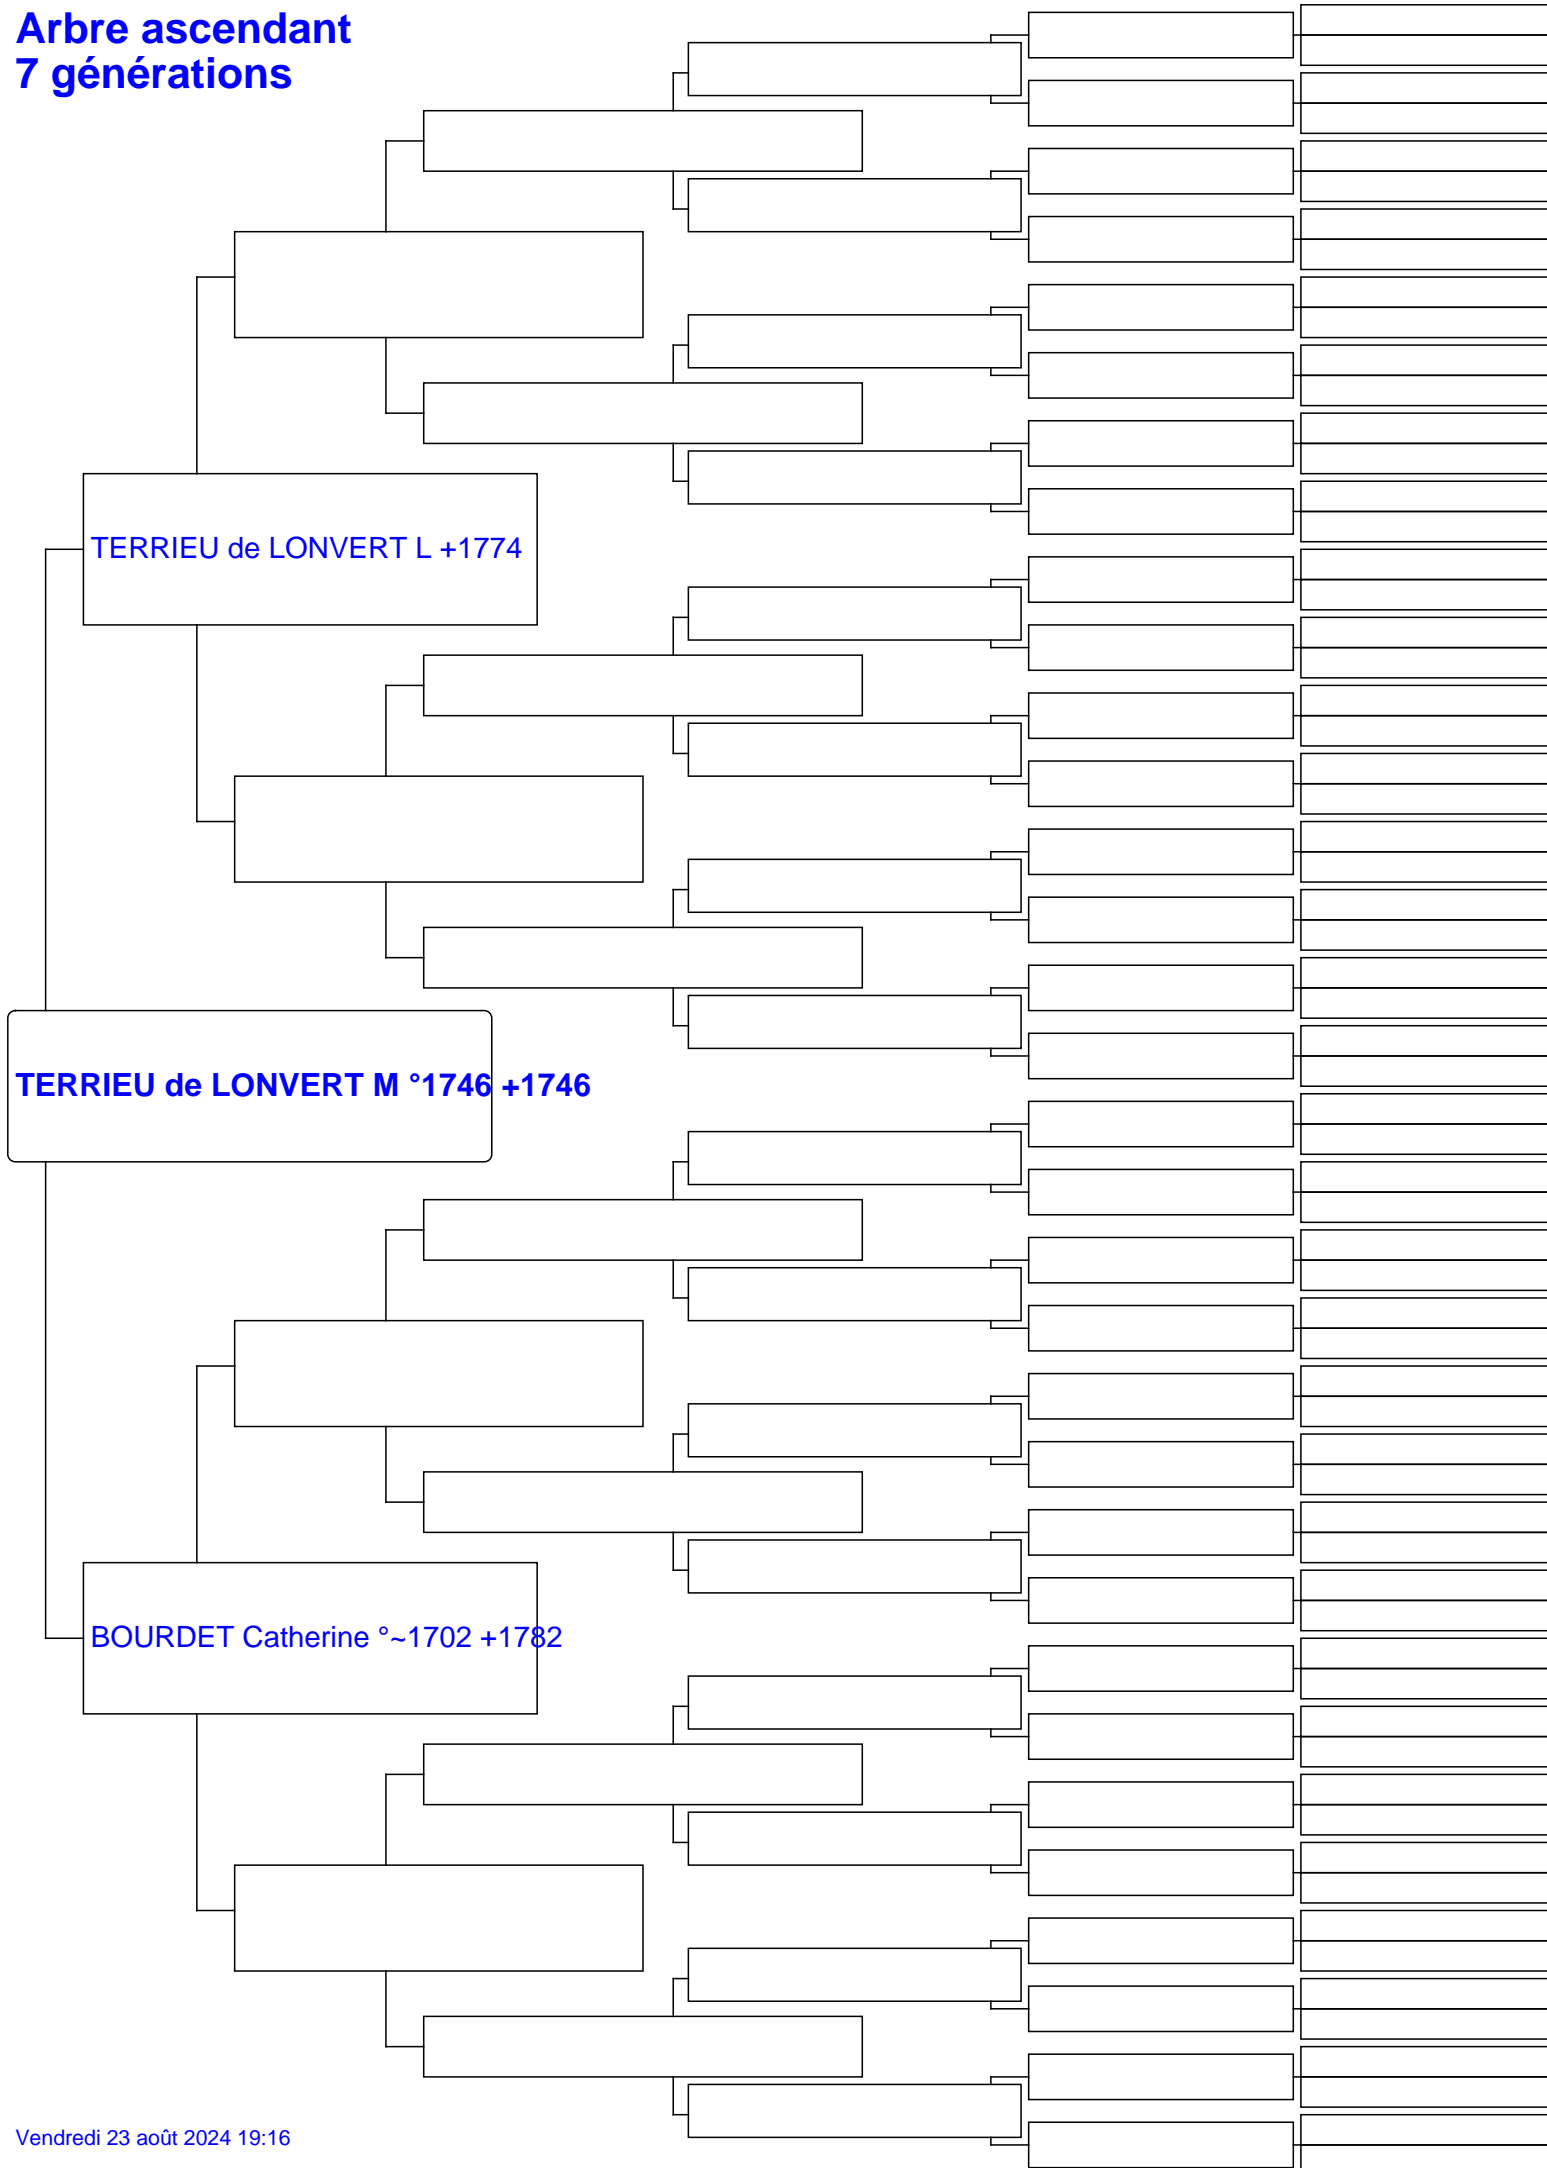 Arbre ascendant
7 générations
TERRIEU de LONVERT L +1774
TERRIEU de LONVERT M °1746 +1746
BOURDET Catherine °~1702 +1782
Vendredi 23 août 2024 19:16